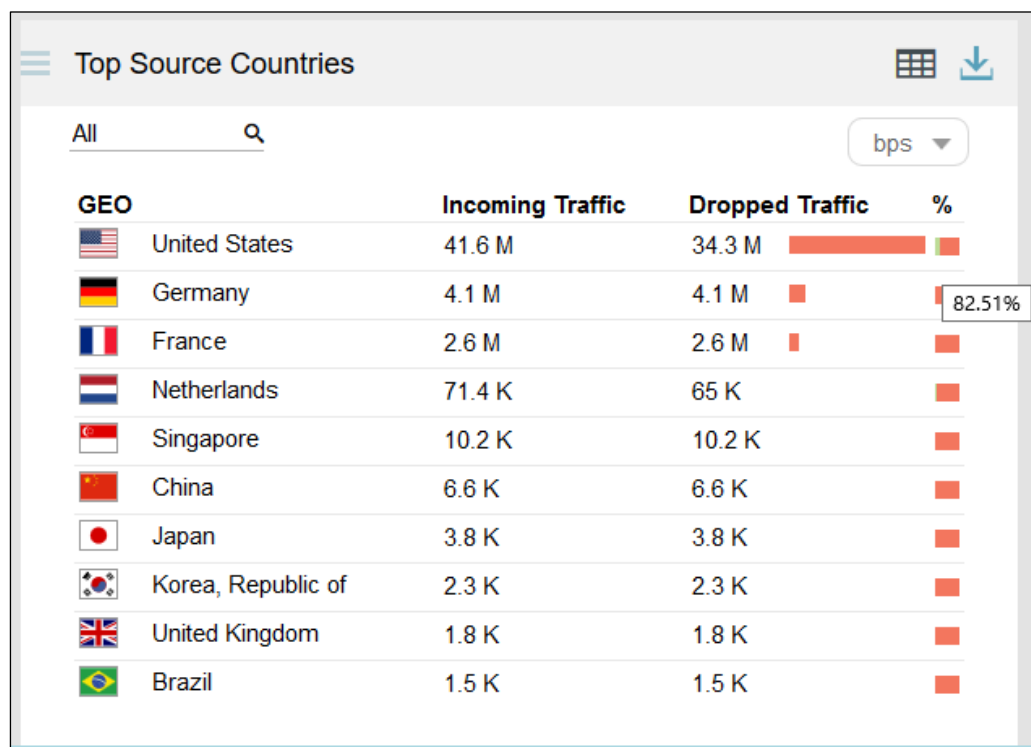 Top Source Countries
All
bps
GEO Incoming Traffic Dropped Traffic %
United States 41.6 M 34.3 M
Germany 4.1 M 4.1 M
82.51%
France 2.6 M 2.6 M
Netherlands 71.4 K 65 K
Singapore 10.2 K 10.2 K
China 6.6 K 6.6 K
Japan 3.8 K 3.8 K
Korea, Republic of 2.3 K 2.3 K
United Kingdom 1.8 K 1.8 K
Brazil 1.5 K 1.5 K